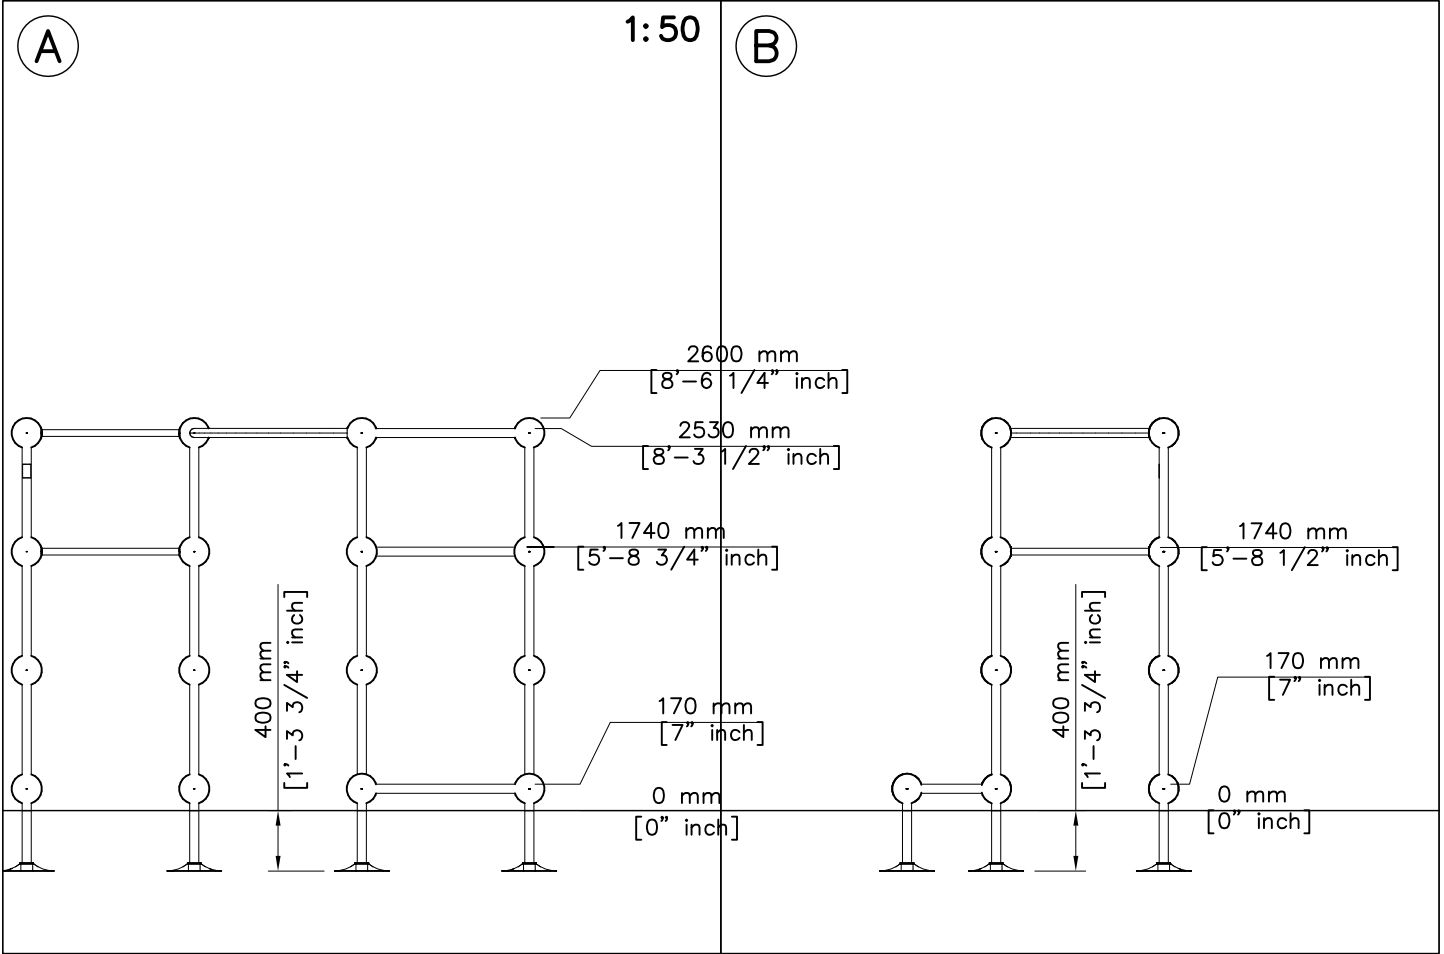 A
1:50
B
2600 mm
[8'-6 1/4" inch]
2530 mm
[8'-3 1/2" inch]
1740 mm
[5'-8 3/4" inch]
1740 mm
[5'-8 1/2" inch]
400 mm
[1'-3 3/4" inch]
400 mm
[1'-3 3/4" inch]
170 mm
[7" inch]
170 mm
[7" inch]
0 mm
[0" inch]
0 mm
[0" inch]